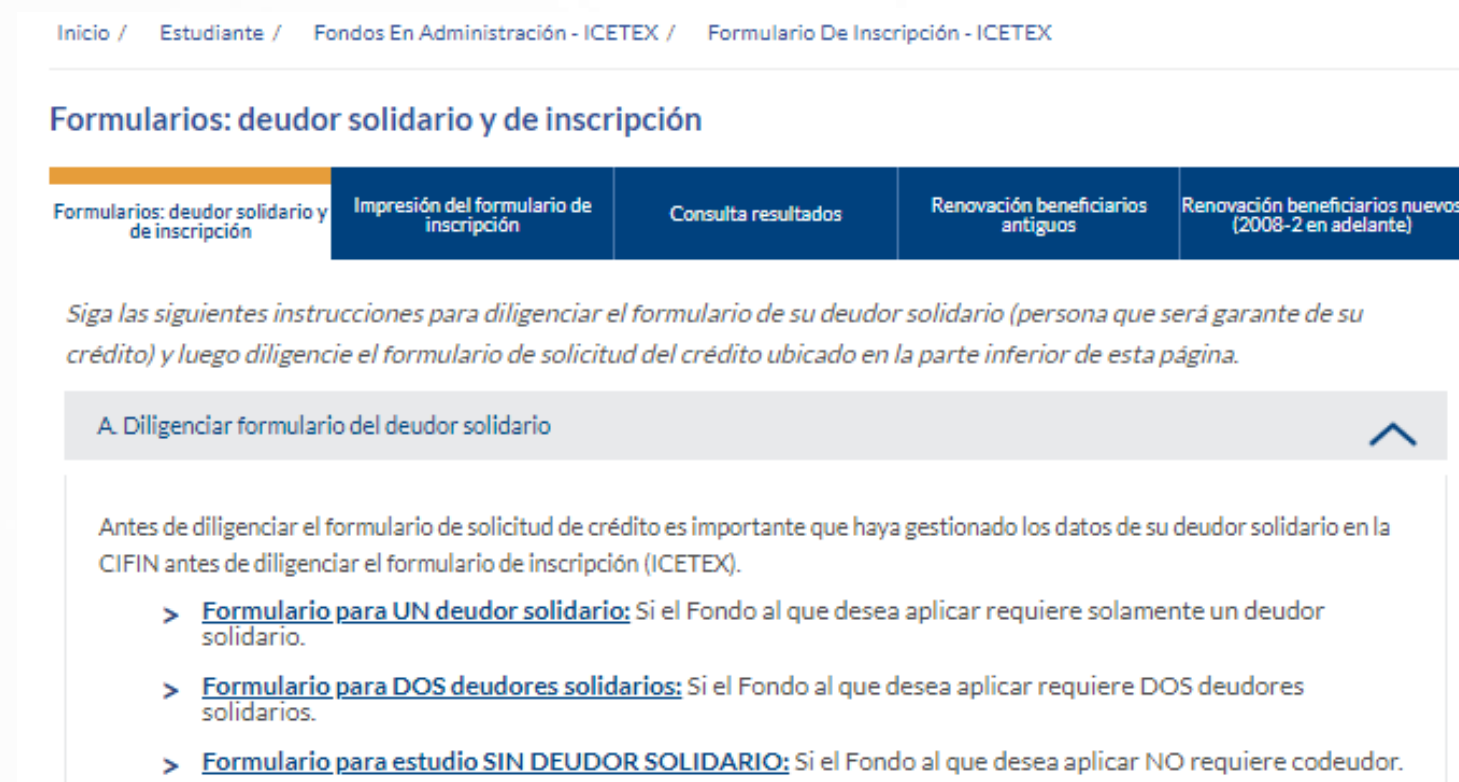 Inicio / Estudiante / Fondos En Administración - ICETEX / Formulario De Inscripción - ICETEX
Formularios: deudor solidario y de inscripción
Formularios: deudor solidario y
de inscripción
Impresión del formulario de
inscripción
Consulta resultados
Renovación beneficiarios
antiguos
Renovación beneficiarios nuevos
(2008-2 en adelante)
Siga las siguientes instrucciones para diligenciar el formulario de su deudor solidario (persona que será garante de su
crédito) y luego diligencie el formulario de solicitud del crédito ubicado en la parte inferior de esta página.
A. Diligenciar formulario del deudor solidario
Antes de diligenciar el formulario de solicitud de crédito es importante que haya gestionado los datos de su deudor solidario en la
CIFIN antes de diligenciar el formulario de inscripción (ICETEX).
> Formulario para UN deudor solidario: Si el Fondo al que desea aplicar requiere solamente un deudor
solidario.
> Formulario para DOS deudores solidarios: Si el Fondo al que desea aplicar requiere DOS deudores
solidarios.
> Formulario para estudio SIN DEUDOR SOLIDARIO: Si el Fondo al que desea aplicar NO requiere codeudor.